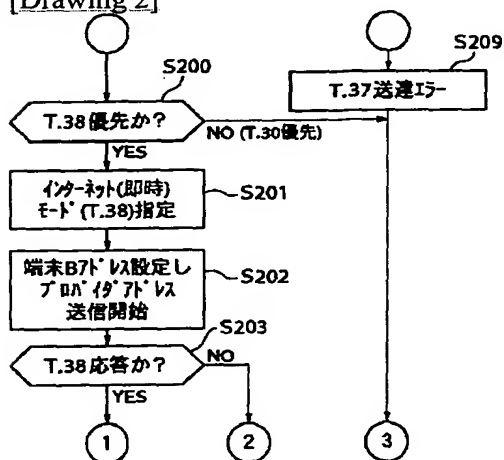 [Drawing 2]
S200
T.38優先か?
NO (T.30優先)
YES
インターネット(即時)
モード(T.38)指定
S201
端末Bアドレス設定し
プロバイダアドレス
送信開始
S202
S203
T.38応答か?
NO
YES
1
2
S209
T.37送達エラー
3